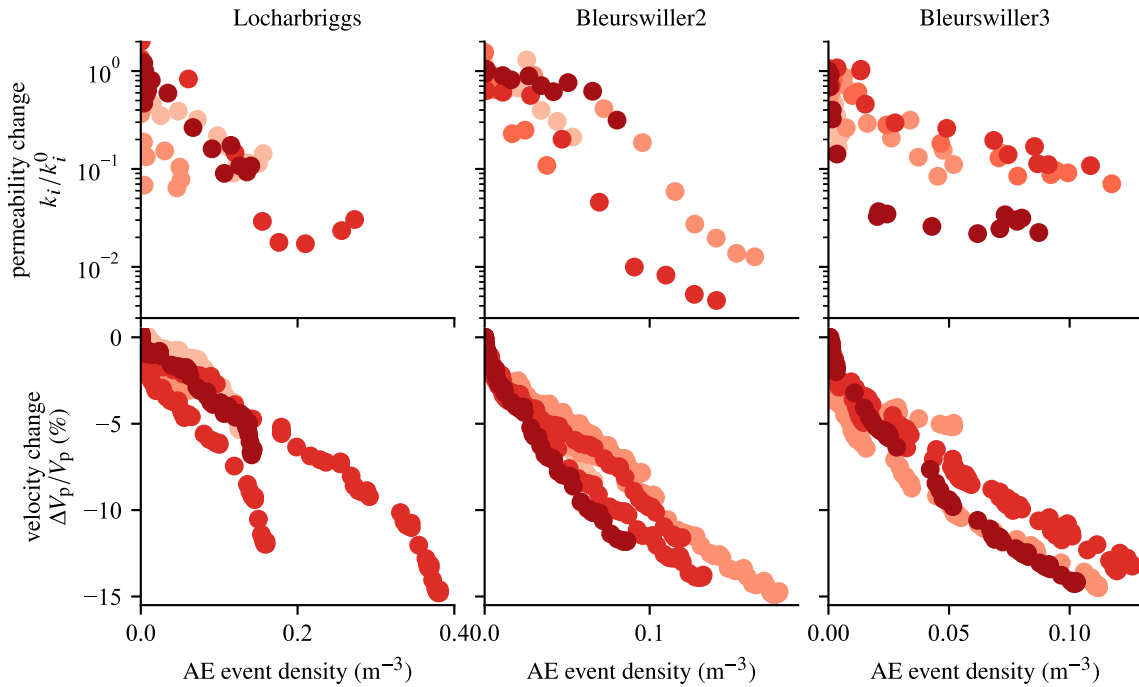 Locharbriggs
Bleurswiller2
Bleurswiller3
permeability change
k_i/k_i^0
10^0
10^−1
10^−2
velocity change
ΔV_p/V_p (%)
0
−5
−10
−15
0.0
0.2
0.4
0.0
0.1
0.00
0.05
0.10
AE event density (m^−3)
AE event density (m^−3)
AE event density (m^−3)